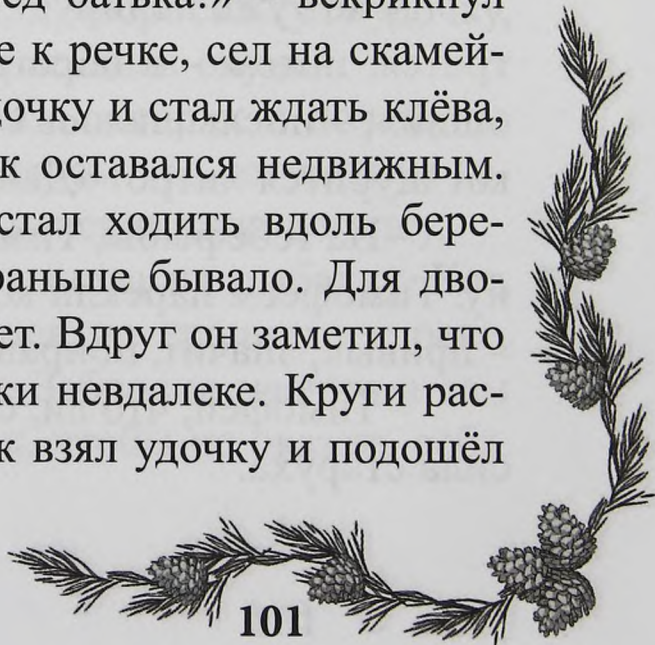 батька!» вскрикнул
е к речке, сел на скамей-
дочку и стал ждать клёва,
к оставался недвижным.
стал ходить вдоль бере-
раньше бывало. Для дво-
ет. Вдруг он заметил, что
ки невдалеке. Круги рас-
к взял удочку и подошёл
101